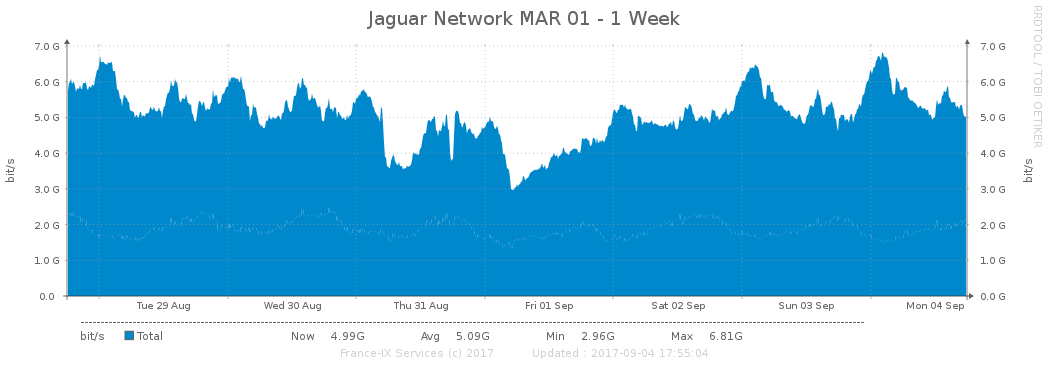 Jaguar Network MAR 01 - 1 Week
RRDTOOL / TOBI OETIKER
bit/s
bit/s
7.0 G 7.0 G
6.0 G 6.0 G
5.0 G 5.0 G
4.0 G 4.0 G
3.0 G 3.0 G
2.0 G 2.0 G
1.0 G 1.0 G
0.0 0.0 G
Tue 29 Aug Wed 30 Aug Thu 31 Aug Fri 01 Sep Sat 02 Sep Sun 03 Sep Mon 04 Sep
bit/s Total Now 4.99G Avg 5.09G Min 2.96G Max 6.81G
France-IX Services (c) 2017 Updated : 2017-09-04 17:55:04